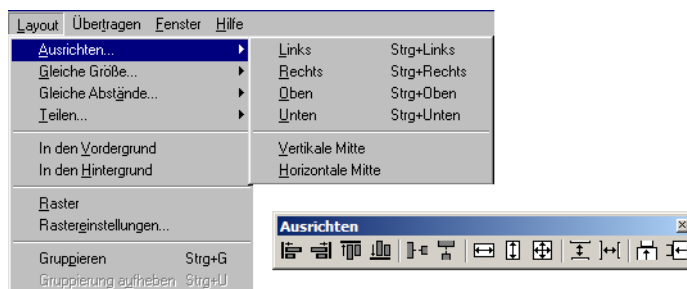 Layout Übertragen Fenster Hilfe
Ausrichten...
Gleiche Größe...
Gleiche Abstände...
Teilen...
In den Vordergrund
In den Hintergrund
Raster
Rastereinstellungen...
Gruppieren Strg+G
Gruppierung aufheben Strg+U
Links Strg+Links
Rechts Strg+Rechts
Oben Strg+Oben
Unten Strg+Unten
Vertikale Mitte
Horizontale Mitte
Ausrichten